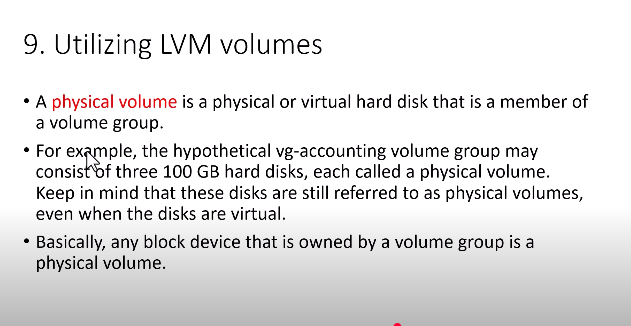 9. Utilizing LVM volumes
• A physical volume is a physical or virtual hard disk that is a member of
a volume group.
• For example, the hypothetical vg-accounting volume group may
consist of three 100 GB hard disks, each called a physical volume.
Keep in mind that these disks are still referred to as physical volumes,
even when the disks are virtual.
• Basically, any block device that is owned by a volume group is a
physical volume.